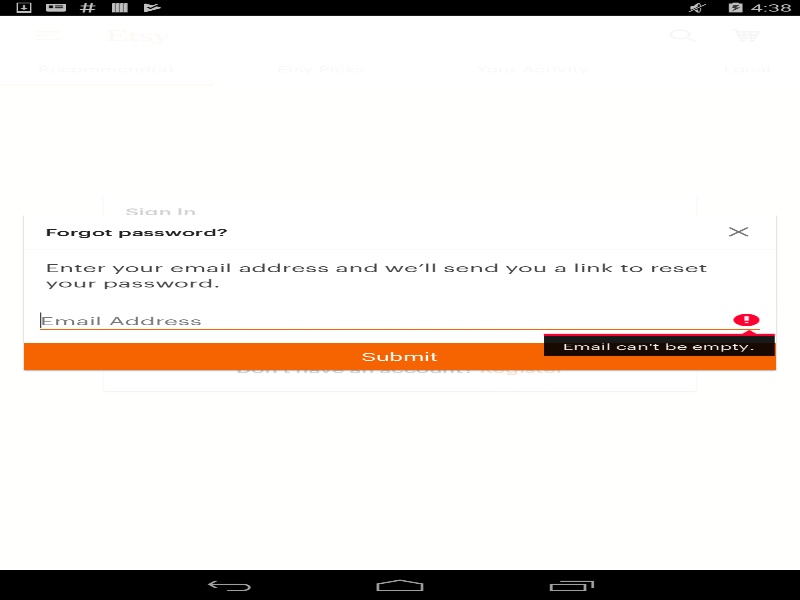 4:38
Etsy
Recommended Etsy Picks Your Activity Local
Sign In
Forgot password?
Enter your email address and we'll send you a link to reset
your password.
Email Address
Email can't be empty.
Submit
Don't have an account? Register